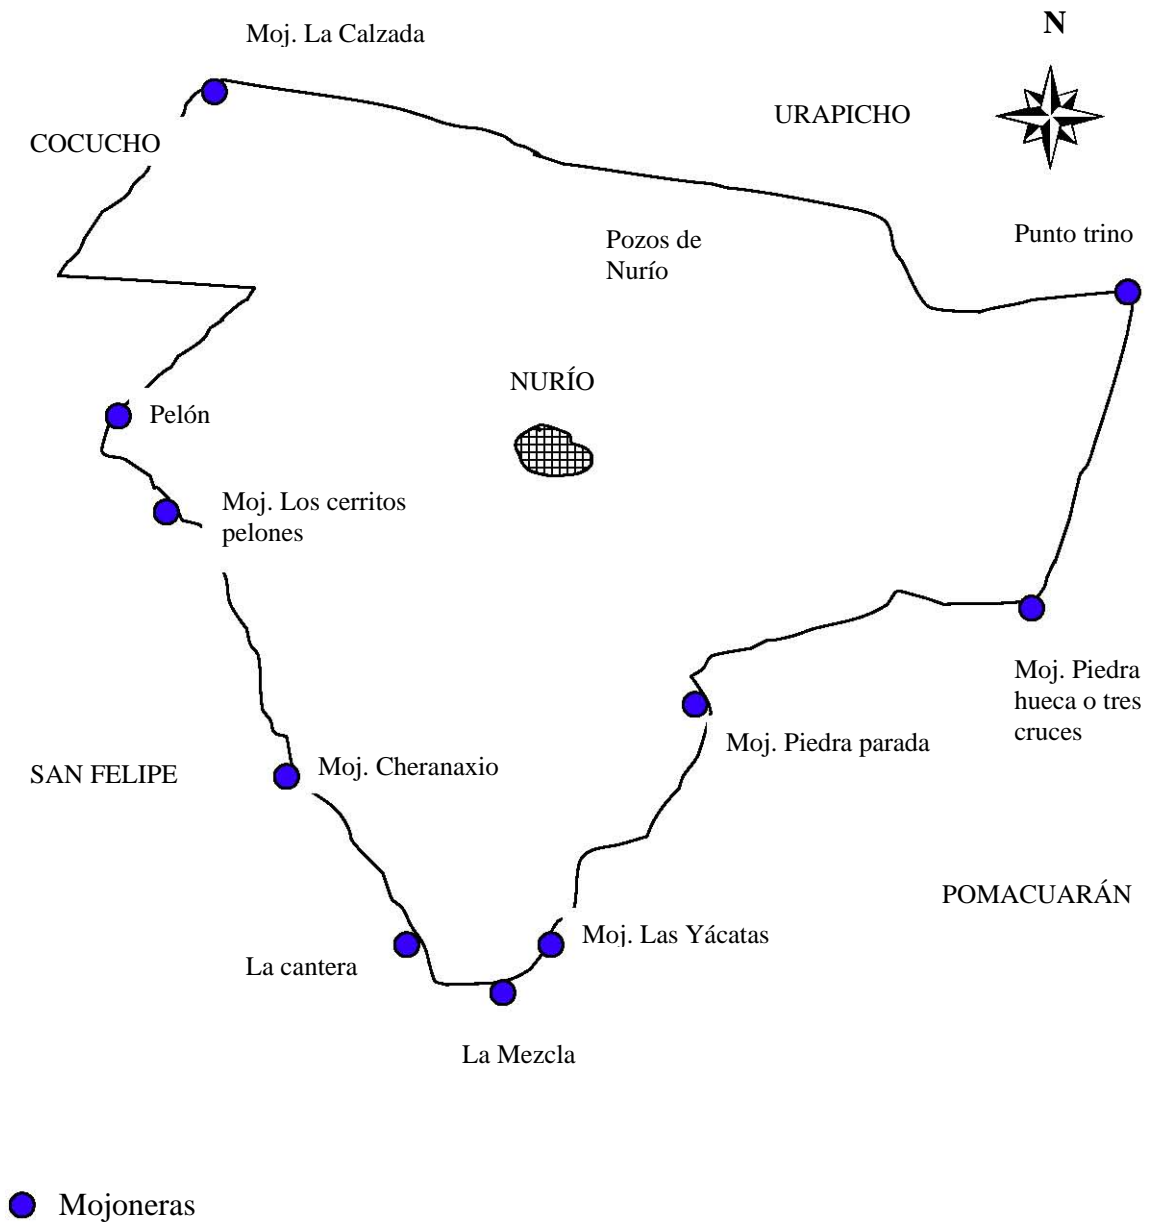 N
Moj. La Calzada
URAPICHO
COCUCHO
Punto trino
Pozos de
Nurío
NURÍO
Pelón
Moj. Los cerritos
pelones
Moj. Piedra
hueca o tres
cruces
Moj. Piedra parada
Moj. Cheranaxio
SAN FELIPE
POMACUARÁN
Moj. Las Yácatas
La cantera
La Mezcla
Mojoneras